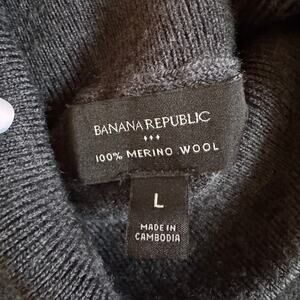 BANANA REPUBLIC
100% MERINO WOOL
L
MADE IN
CAMBODIA